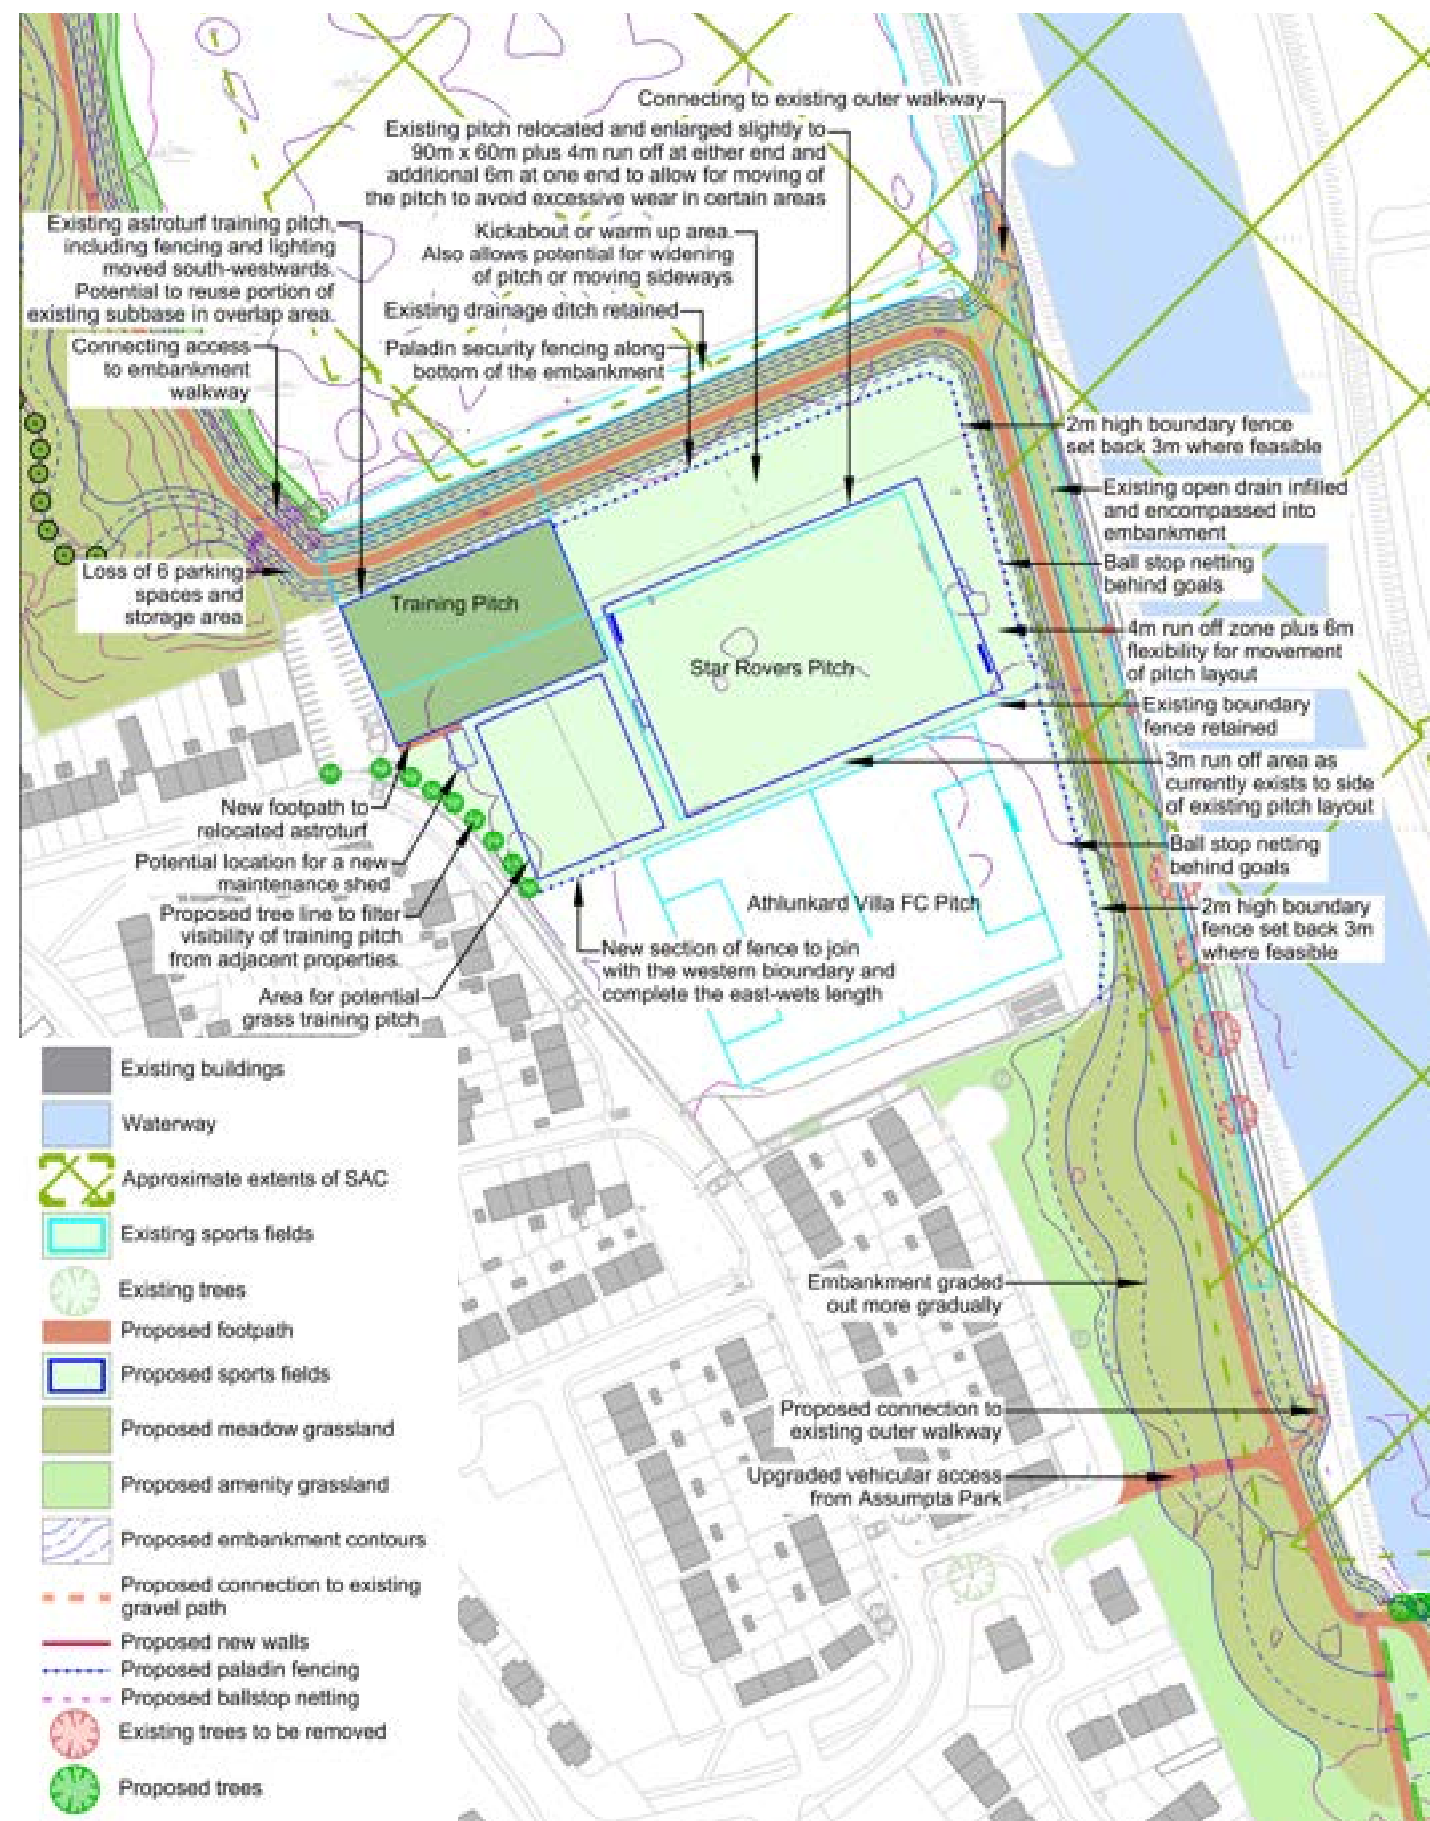 Connecting to existing outer walkway
Existing pitch relocated and enlarged slightly to
90m x 60m plus 4m run off at either end and
additional 6m at one end to allow for moving of
the pitch to avoid excessive wear in certain areas
Existing astroturf training pitch,
including fencing and lighting
moved south-westwards.
Potential to reuse portion of
existing subbase in overlap area.
Kickabout or warm up area.
Also allows potential for widening
of pitch or moving sideways
Existing drainage ditch retained
Paladin security fencing along
bottom of the embankment
Connecting access
to embankment
walkway
2m high boundary fence
set back 3m where feasible
Existing open drain infilled
and encompassed into
embankment
Loss of 6 parking
spaces and
storage area
Ball stop netting
behind goals
Training Pitch
4m run off zone plus 6m
flexibility for movement
of pitch layout
Star Rovers Pitch
Existing boundary
fence retained
3m run off area as
currently exists to side
of existing pitch layout
New footpath to
relocated astroturf
Ball stop netting
behind goals
Potential location for a new
maintenance shed
Athlunkard Villa FC Pitch
Proposed tree line to filter
visibility of training pitch
from adjacent properties.
2m high boundary
fence set back 3m
where feasible
New section of fence to join
with the western bioundary and
complete the east-wets length
Area for potential
grass training pitch
Existing buildings
Waterway
Approximate extents of SAC
Existing sports fields
Existing trees
Proposed footpath
Proposed sports fields
Proposed meadow grassland
Proposed amenity grassland
Proposed embankment contours
Proposed connection to existing
gravel path
Proposed new walls
Proposed paladin fencing
Proposed ballstop netting
Existing trees to be removed
Proposed trees
Embankment graded
out more gradually
Proposed connection to
existing outer walkway
Upgraded vehicular access
from Assumpta Park